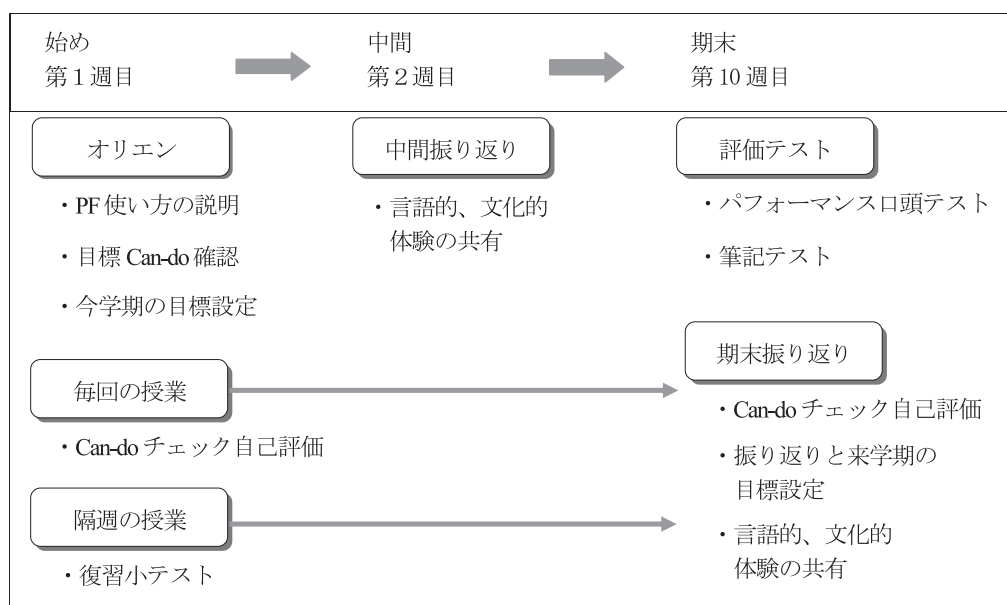 始め
第1週目
中間
第2週目
期末
第10週目
オリエン
・PF使い方の説明
・目標Can-do確認
・今学期の目標設定
中間振り返り
・言語的、文化的
体験の共有
評価テスト
・パフォーマンス口頭テスト
・筆記テスト
毎回の授業
・Can-doチェック自己評価
隔週の授業
・復習小テスト
期末振り返り
・Can-doチェック自己評価
・振り返りと来学期の
目標設定
・言語的、文化的
体験の共有